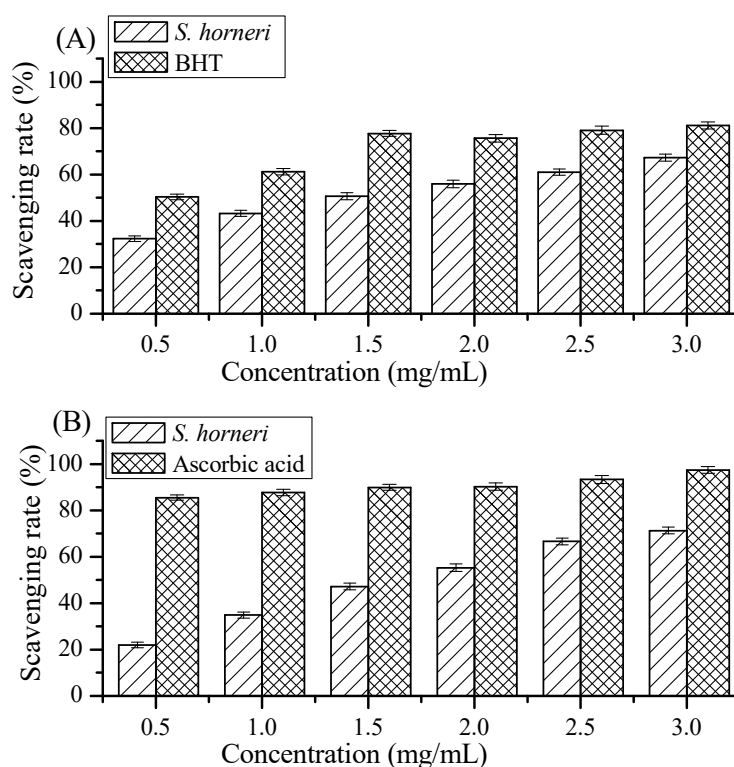 (A)
S. horneri
BHT
Scavenging rate (%)
100
80
60
40
20
0
0.5 1.0 1.5 2.0 2.5 3.0
Concentration (mg/mL)
(B)
S. horneri
Ascorbic acid
Scavenging rate (%)
100
80
60
40
20
0
0.5 1.0 1.5 2.0 2.5 3.0
Concentration (mg/mL)